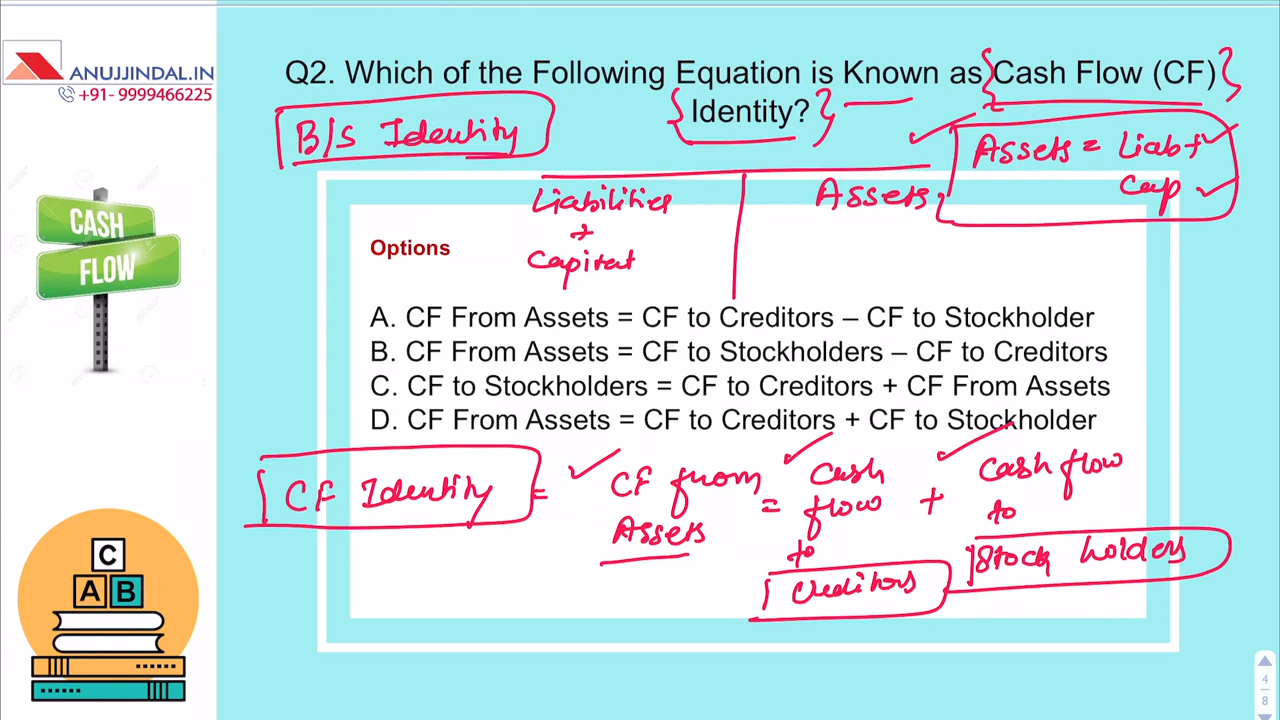 ANUJJINDAL.IN
+91- 9999466225
Q2. Which of the Following Equation is Known as Cash Flow (CF)
Identity?
B/S Identity
Assets = Liab +
Cap
Liabilities
+
Capital
Assets
CASH
FLOW
Options
A. CF From Assets = CF to Creditors – CF to Stockholder
B. CF From Assets = CF to Stockholders – CF to Creditors
C. CF to Stockholders = CF to Creditors + CF From Assets
D. CF From Assets = CF to Creditors + CF to Stockholder
CF Identity = CF from Assets = Cash flow to Creditors + Cash flow to Stock holders
C
A B
4
8